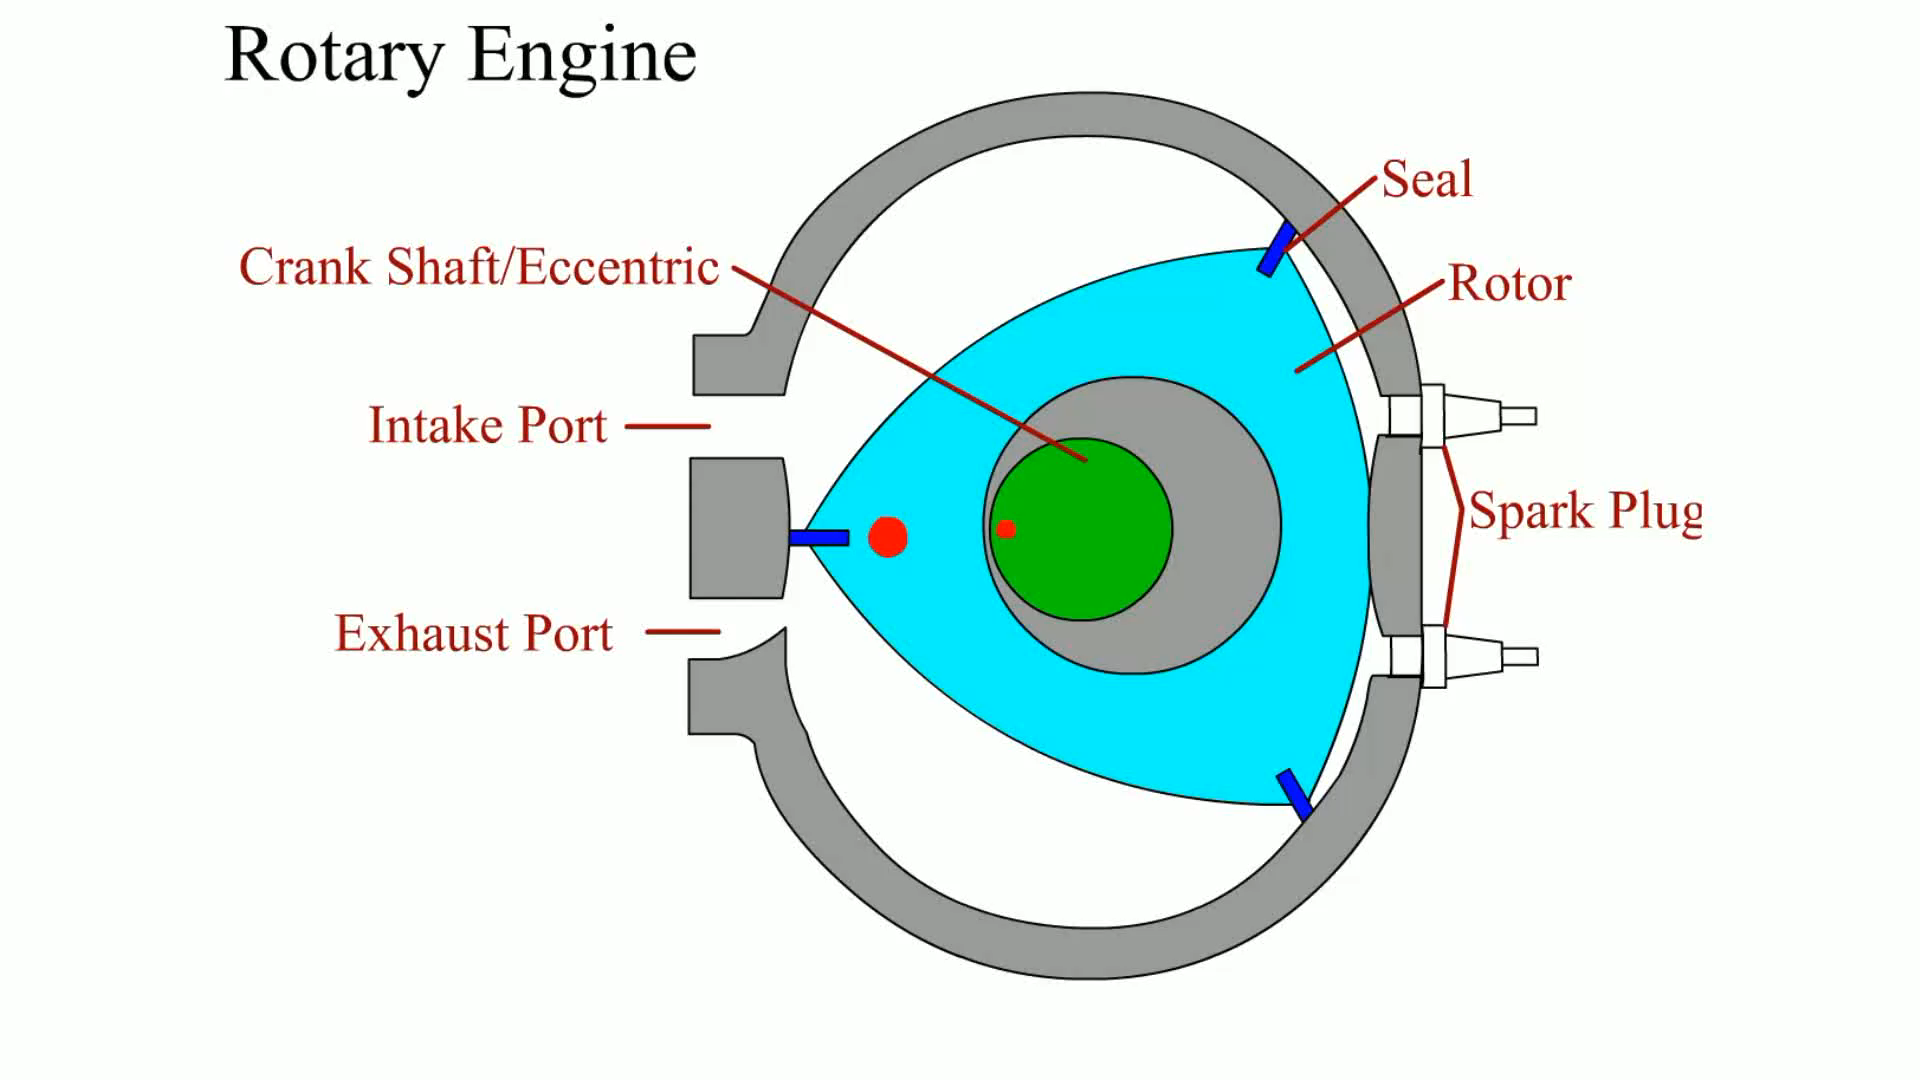 Rotary Engine
Seal
Crank Shaft/Eccentric
Rotor
Intake Port
Spark Plug
Exhaust Port